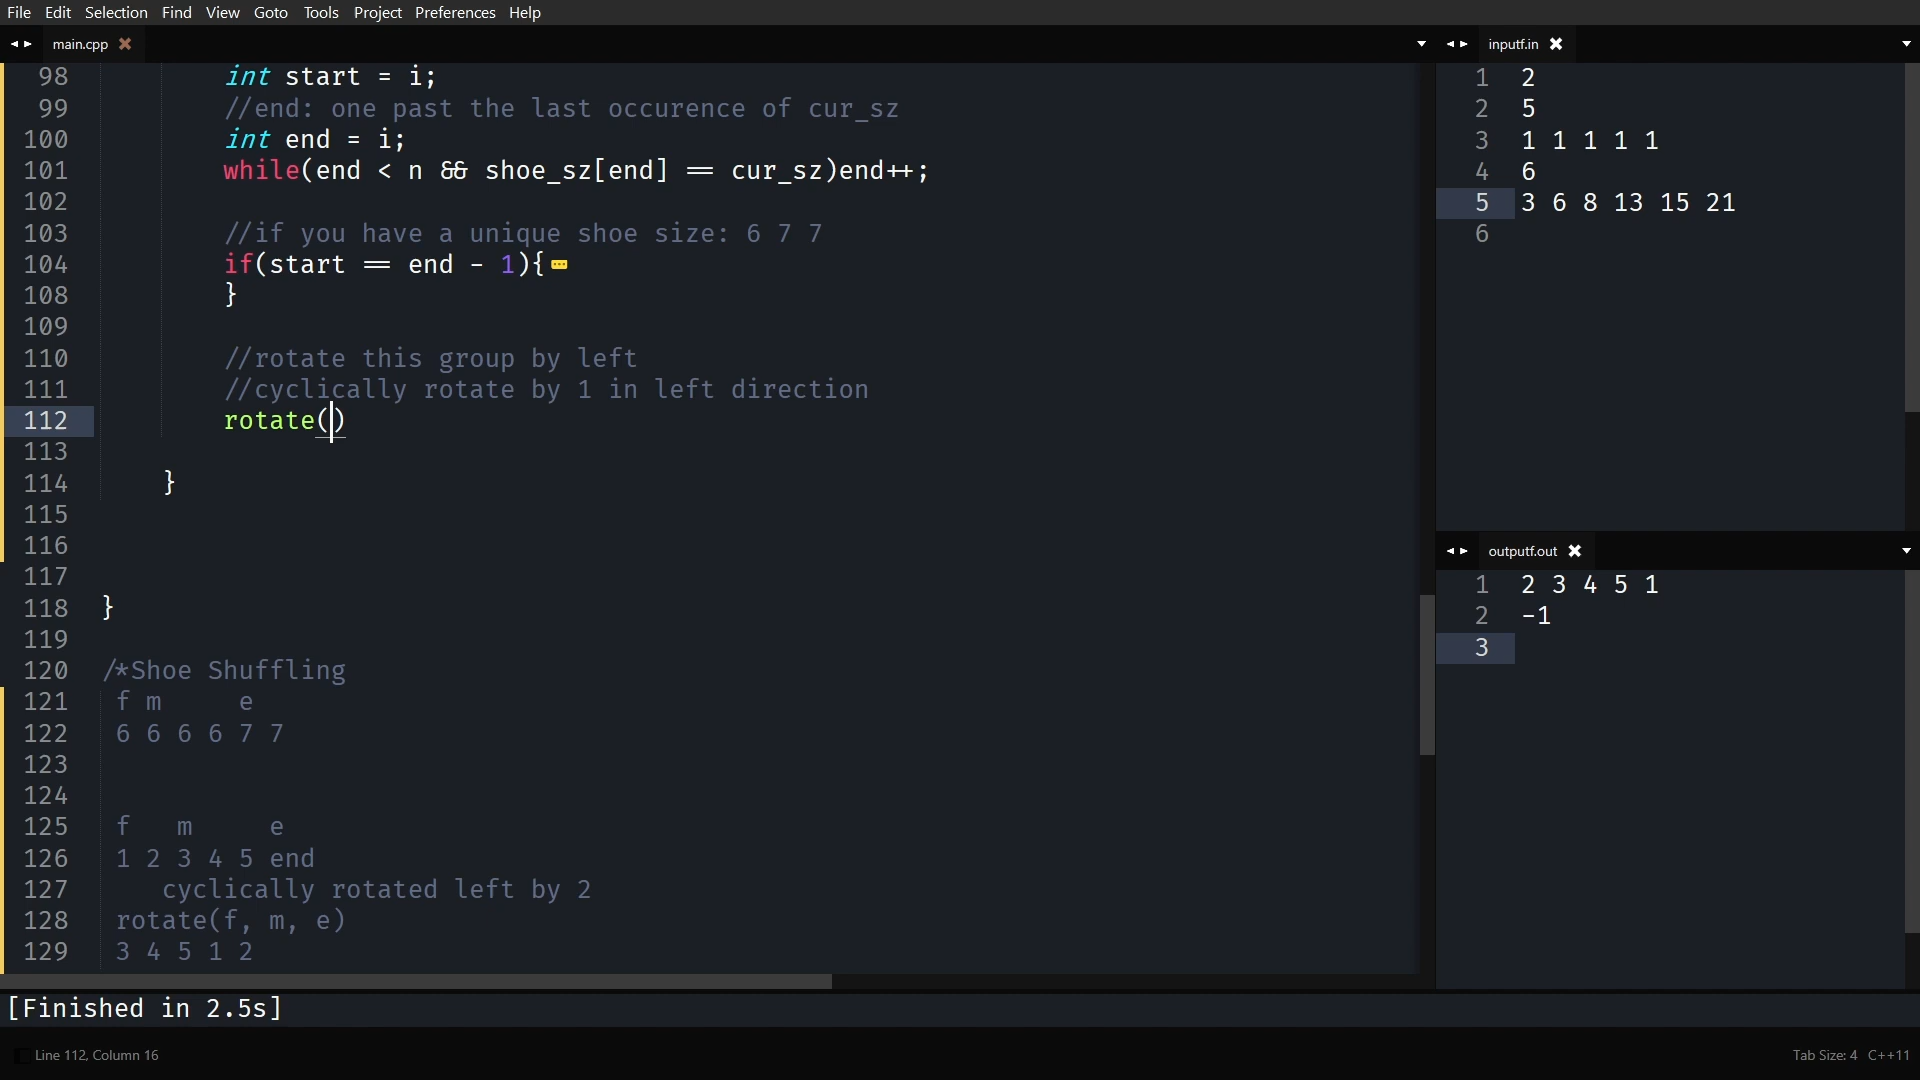 File Edit Selection Find View Goto Tools Project Preferences Help
main.cpp
98 int start = i;
99 //end: one past the last occurence of cur_sz
100 int end = i;
101 while(end < n && shoe_sz[end] == cur_sz)end++;
102
103 //if you have a unique shoe size: 6 7 7
104 if(start == end - 1){
108 }
109
110 //rotate this group by left
111 //cyclically rotate by 1 in left direction
112 rotate()
113
114 }
115
116
117
118 }
119
120 /*Shoe Shuffling
121 f m e
122 6 6 6 6 7 7
123
124
125 f m e
126 1 2 3 4 5 end
127 cyclically rotated left by 2
128 rotate(f, m, e)
129 3 4 5 1 2
inputf.in
1 2
2 5
3 1 1 1 1 1
4 6
5 3 6 8 13 15 21
6
outputf.out
1 2 3 4 5 1
2 -1
3
[Finished in 2.5s]
Line 112, Column 16
Tab Size: 4 C++11